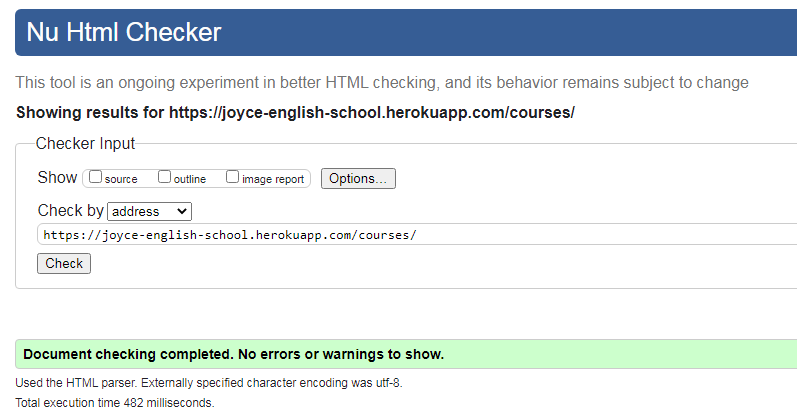 Nu Html Checker
This tool is an ongoing experiment in better HTML checking, and its behavior remains subject to change
Showing results for https://joyce-english-school.herokuapp.com/courses/
Checker Input
Show source outline image report Options...
Check by address
https://joyce-english-school.herokuapp.com/courses/
Check
Document checking completed. No errors or warnings to show.
Used the HTML parser. Externally specified character encoding was utf-8.
Total execution time 482 milliseconds.